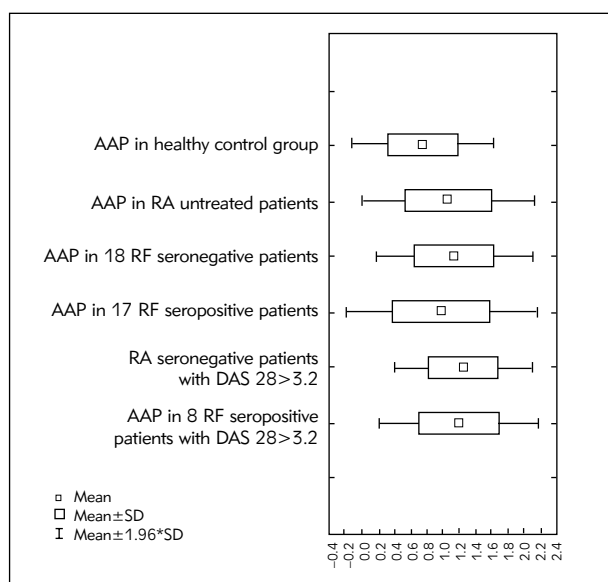 AAP in healthy control group
AAP in RA untreated patients
AAP in 18 RF seronegative patients
AAP in 17 RF seropositive patients
RA seronegative patients
with DAS 28>3.2
AAP in 8 RF seropositive
patients with DAS 28>3.2
Mean
Mean±SD
Mean±1.96*SD
-0.4
-0.2
0.0
0.2
0.4
0.6
0.8
1.0
1.2
1.4
1.6
1.8
2.0
2.2
2.4